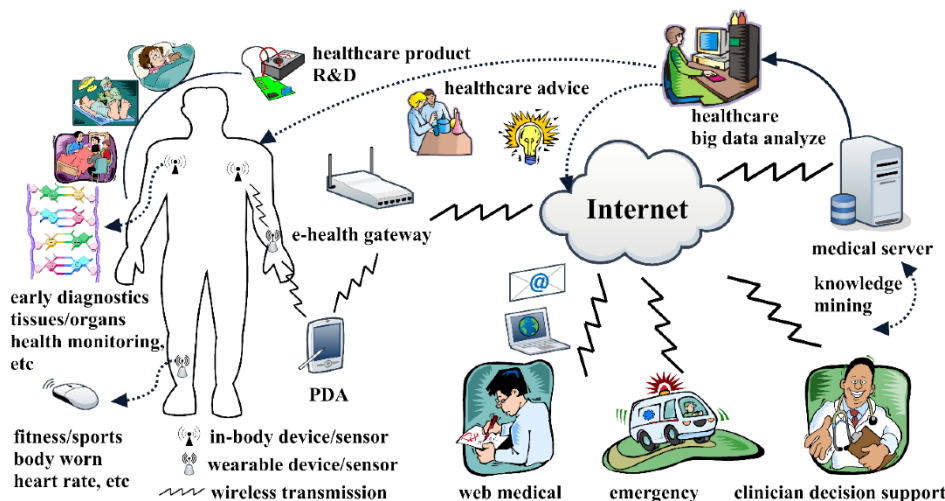 healthcare product
R&D
healthcare advice
healthcare
big data analyze
Internet
e-health gateway
medical server
@
knowledge
mining
early diagnostics
tissues/organs
health monitoring,
etc
PDA
fitness/sports
body worn
heart rate, etc
in-body device/sensor
wearable device/sensor
wireless transmission
web medical
emergency
clinician decision support